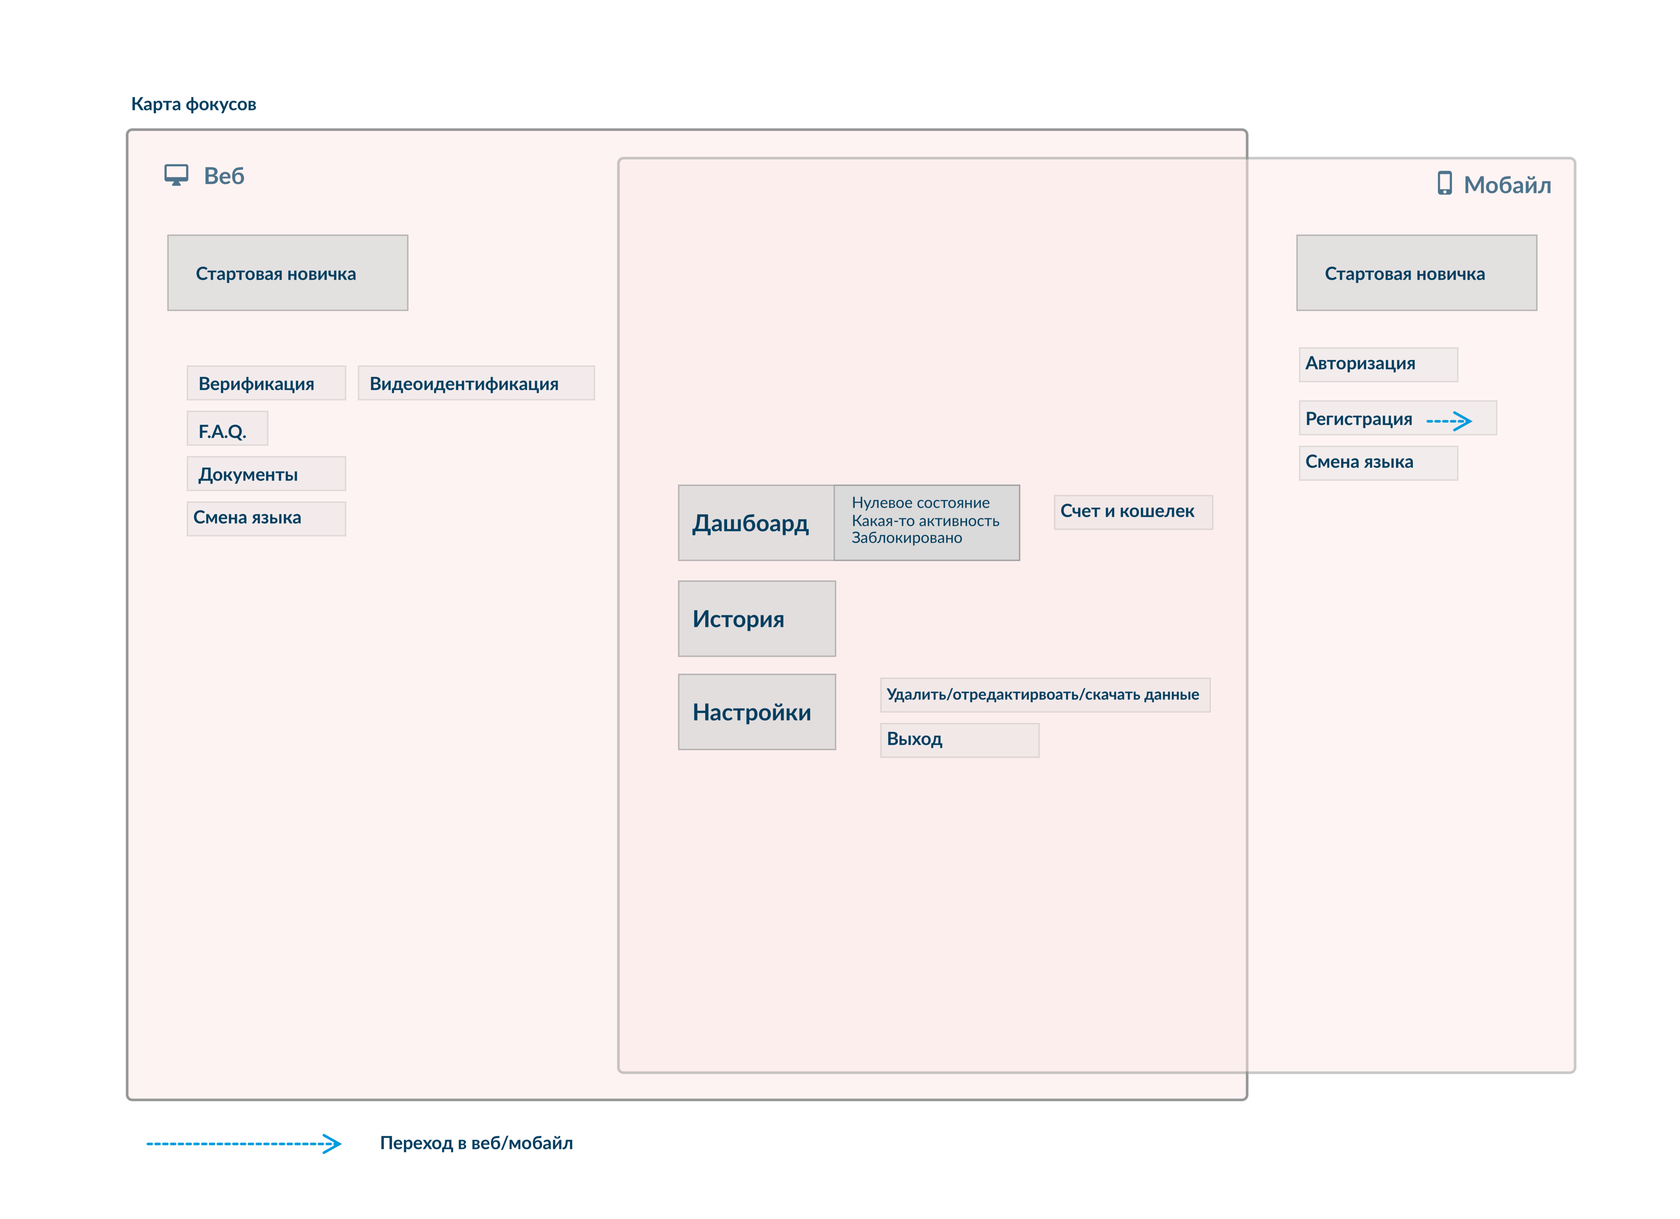 Карта фокусов
Веб
Мобайл
Стартовая новичка
Стартовая новичка
Верификация
Видеоидентификация
F.A.Q.
Документы
Смена языка
Авторизация
Регистрация
Смена языка
Дашбоард
Нулевое состояние
Какая-то активность
Заблокировано
Счет и кошелек
История
Настройки
Удалить/отредактирвоать/скачать данные
Выход
Переход в веб/мобайл